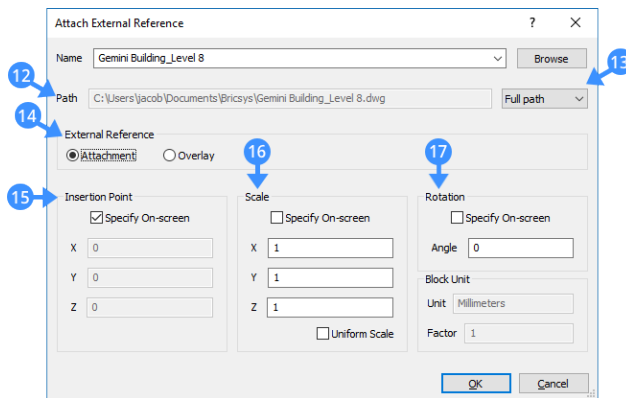 Attach External Reference ? ×
Name Gemini Building_Level 8 Browse
12 13
Path C:\Users\jacob\Documents\Bricsys\Gemini Building_Level 8.dwg Full path
14
External Reference
Attachment Overlay
16 17
15 Insertion Point Scale Rotation
Specify On-screen Specify On-screen Specify On-screen
X 0 X 1 Angle 0
Y 0 Y 1 Block Unit
Z 0 Z 1 Unit Millimeters
Uniform Scale Factor 1
OK Cancel